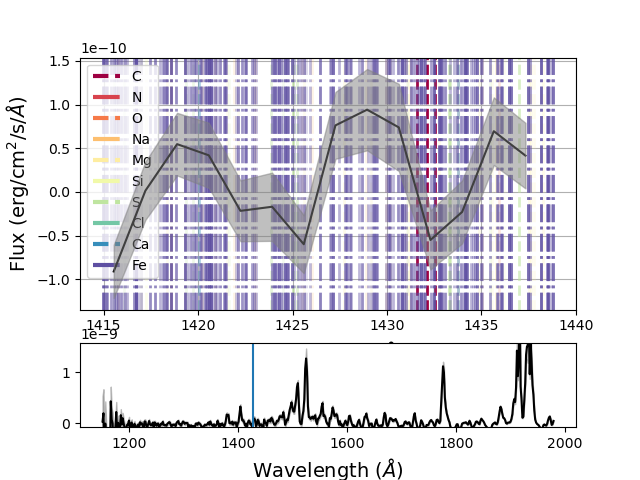 1e−10
Flux (erg/cm²/s/Å)
1.5
1.0
0.5
0.0
−0.5
−1.0
C
N
O
Na
Mg
Si
S
Cl
Ca
Fe
1415 1420 1425 1430 1435 1440
1e−9
1
0
1200 1400 1600 1800 2000
Wavelength (Å)